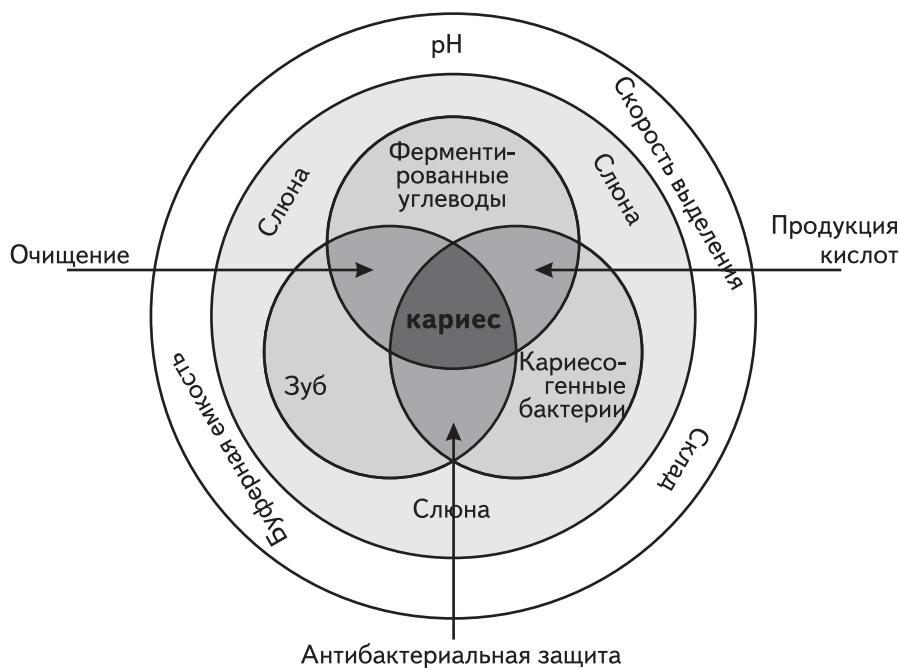 pH
Скорость выделения
Ферменти-
рованные
углеводы
Слюна
Слюна
Очищение
Продукция
кислот
кариес
Зуб
Кариесо-
генные
бактерии
Буферная емкость
Склад
Слюна
Антибактериальная защита